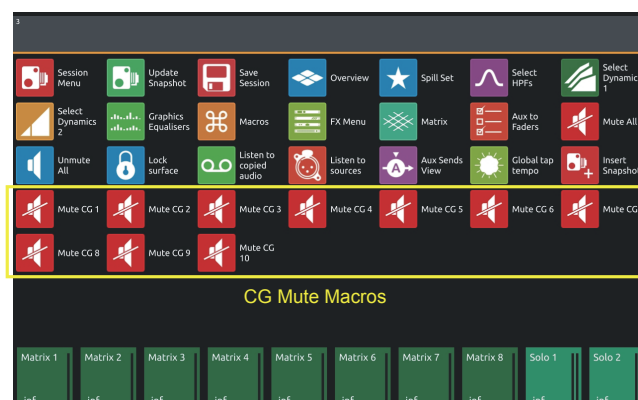 3
Session
Menu
Update
Snapshot
Save
Session
Overview
Spill Set
Select
HPFs
Select
Dynamic
1
Select
Dynamics
2
Graphics
Equalisers
Macros
FX Menu
Matrix
Aux to
Faders
Mute All
Unmute
All
Lock
surface
Listen to
copied
audio
Listen to
sources
Aux Sends
View
Global tap
tempo
Insert
Snapshot
Mute CG 1
Mute CG 2
Mute CG 3
Mute CG 4
Mute CG 5
Mute CG 6
Mute CG
Mute CG 8
Mute CG 9
Mute CG
10
CG Mute Macros
Matrix 1
Matrix 2
Matrix 3
Matrix 4
Matrix 5
Matrix 6
Matrix 7
Matrix 8
Solo 1
Solo 2